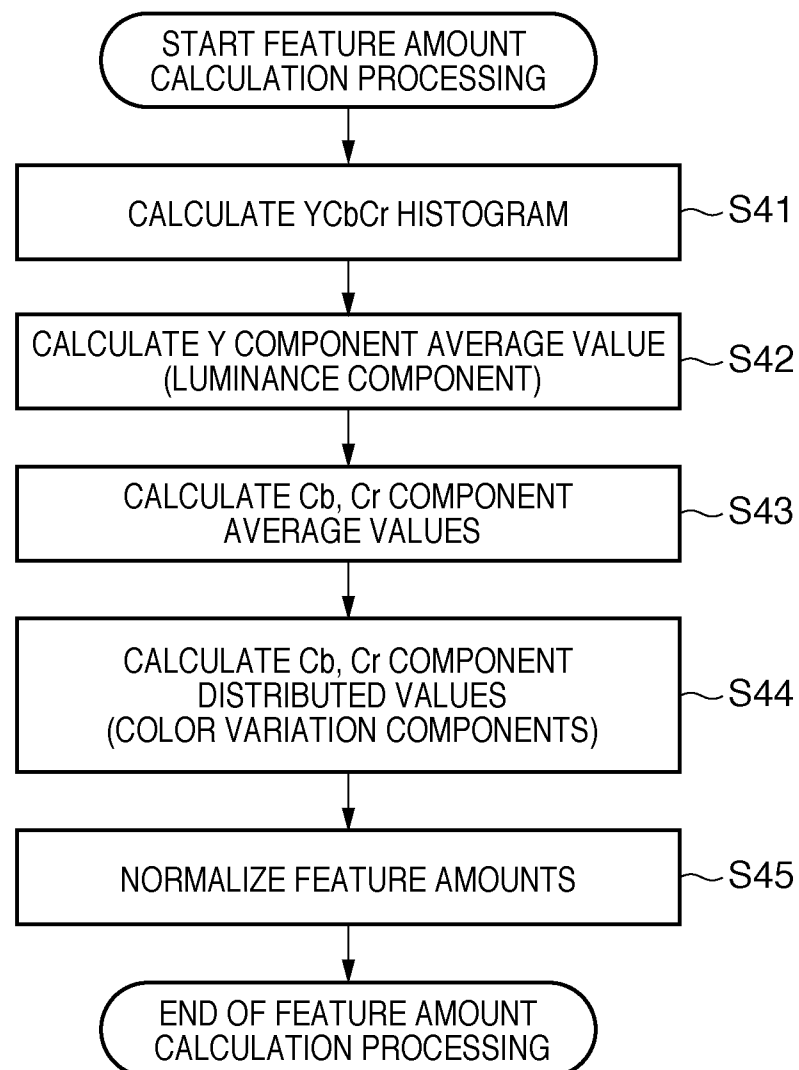 START FEATURE AMOUNT
CALCULATION PROCESSING
CALCULATE YCbCr HISTOGRAM
S41
CALCULATE Y COMPONENT AVERAGE VALUE
(LUMINANCE COMPONENT)
S42
CALCULATE Cb, Cr COMPONENT
AVERAGE VALUES
S43
CALCULATE Cb, Cr COMPONENT
DISTRIBUTED VALUES
(COLOR VARIATION COMPONENTS)
S44
NORMALIZE FEATURE AMOUNTS
S45
END OF FEATURE AMOUNT
CALCULATION PROCESSING